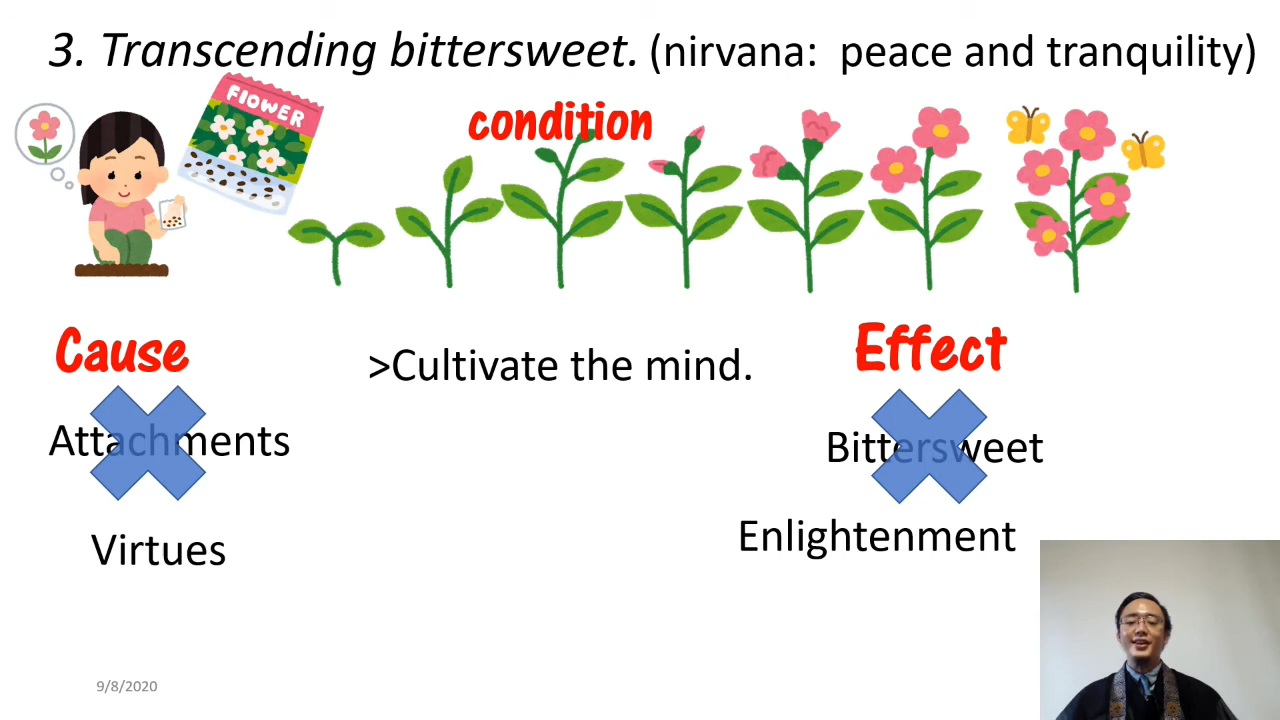 3. Transcending bittersweet. (nirvana:  peace and tranquility)
FLOWER
condition
Cause
>Cultivate the mind.
Effect
Attachments
Bittersweet
Virtues
Enlightenment
9/8/2020